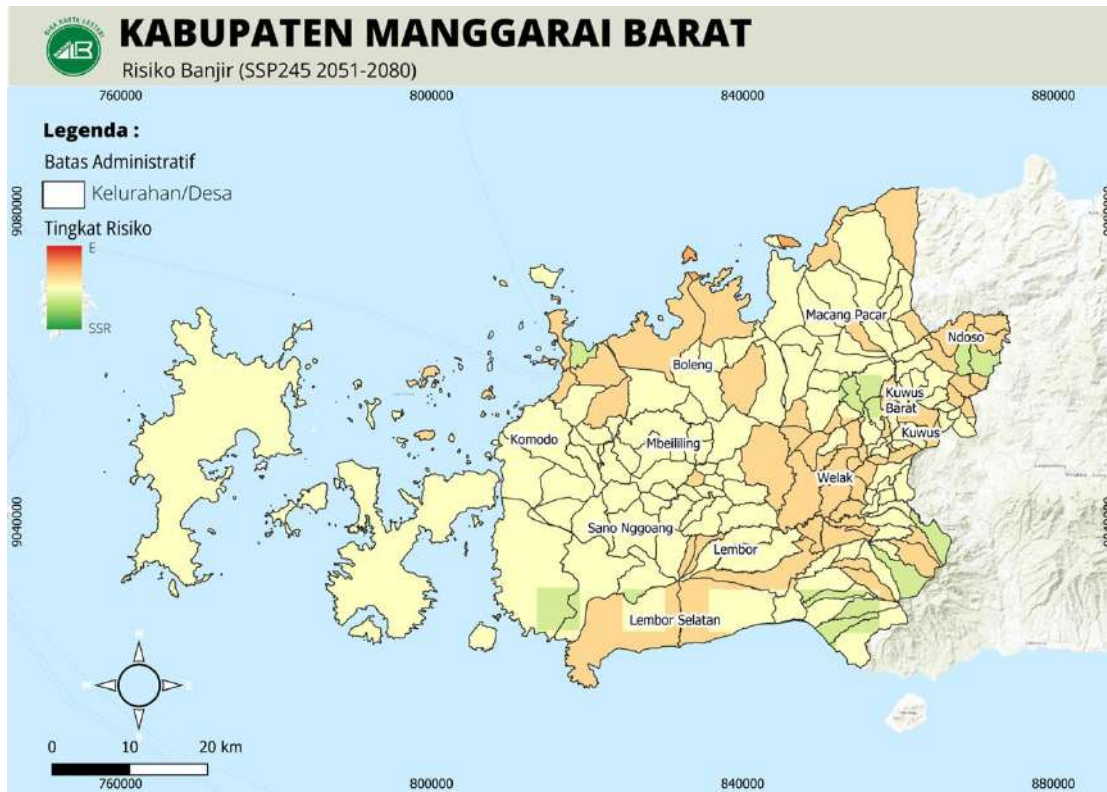 KABUPATEN MANGGARAI BARAT
Risiko Banjir (SSP245 2051-2080)
760000 800000 840000 880000
Legenda :
Batas Administratif
Kelurahan/Desa
Tingkat Risiko
E
SSR
9080000
9040000
Macang Pacar
Ndoso
Boleng
Kuwus
Barat
Kuwus
Komodo
Mbeliling
Welak
Sano Nggoang
Lembor
Lembor Selatan
0 10 20 km
760000 800000 840000 880000